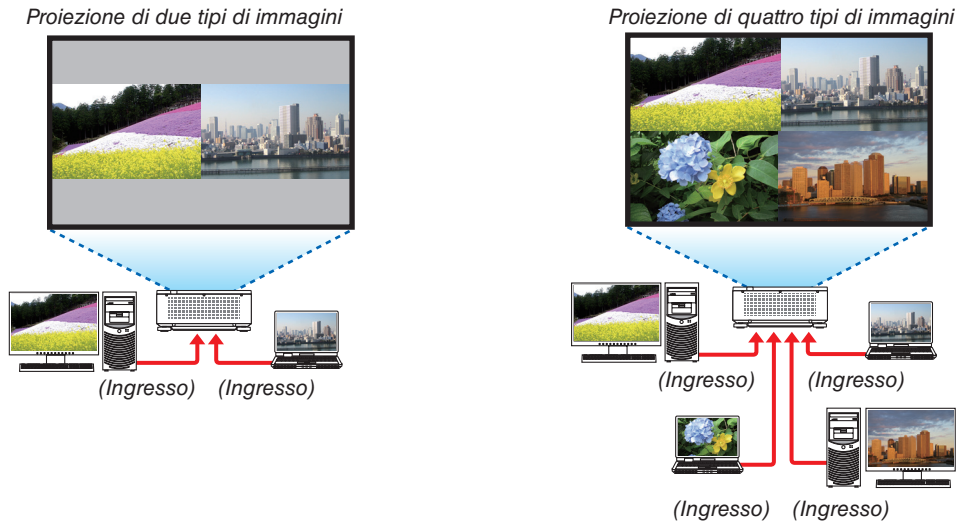 Proiezione di due tipi di immagini
(Ingresso) (Ingresso)
Proiezione di quattro tipi di immagini
(Ingresso) (Ingresso)
(Ingresso) (Ingresso)